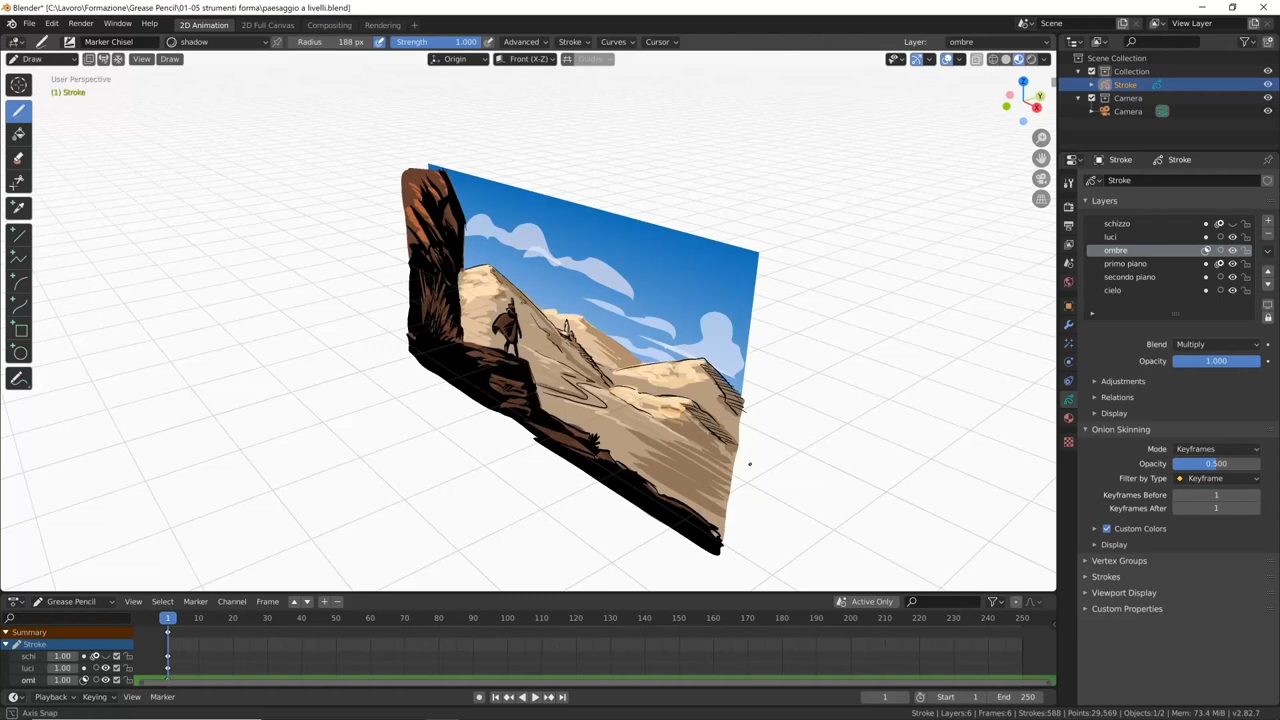 Blender* [C:\Lavoro\Formazione\Grease Pencil\01-05 strumenti forma\paesaggio a livelli.blend]
File Edit Render Window Help 2D Animation 2D Full Canvas Compositing Rendering Scene View Layer
Marker Chisel shadow Radius 188 px Strength 1.000 Advanced Stroke Curves Cursor Layer: ombre
Draw View Draw Origin Front (X-Z) Guides
User Perspective
(1) Stroke
Z
Y
X
Scene Collection
Collection
Stroke
Camera
Camera
Stroke Stroke
Stroke
Layers
schizzo
luci
ombre
primo piano
secondo piano
cielo
Blend Multiply
Opacity 1.000
Adjustments
Relations
Display
Onion Skinning
Mode Keyframes
Opacity 0.500
Filter by Type Keyframe
Keyframes Before 1
Keyframes After 1
Custom Colors
Display
Vertex Groups
Strokes
Viewport Display
Custom Properties
Grease Pencil View Select Marker Channel Frame Active Only
1 10 20 30 40 50 60 70 80 90 100 110 120 130 140 150 160 170 180 190 200 210 220 230 240 250
Summary
Stroke
schi 1.00
luci 1.00
oml 1.00
Playback Keying View Marker 1 Start 1 End 250
Axis Snap Stroke | Layers:6 | Frames:6 | Strokes:588 | Points:29,569 | Objects:1/2 | Mem: 73.4 MiB | v2.82.7